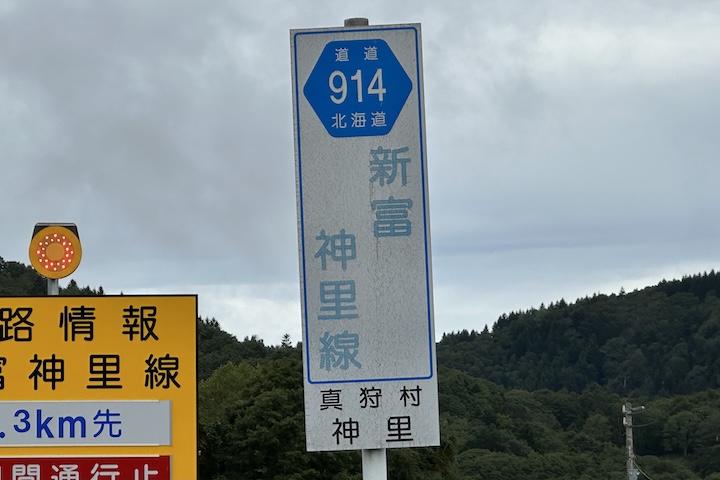 道道
914
北海道
新富
神里線
真狩村
神里
路情報
富神里線
.3km先
間通行止